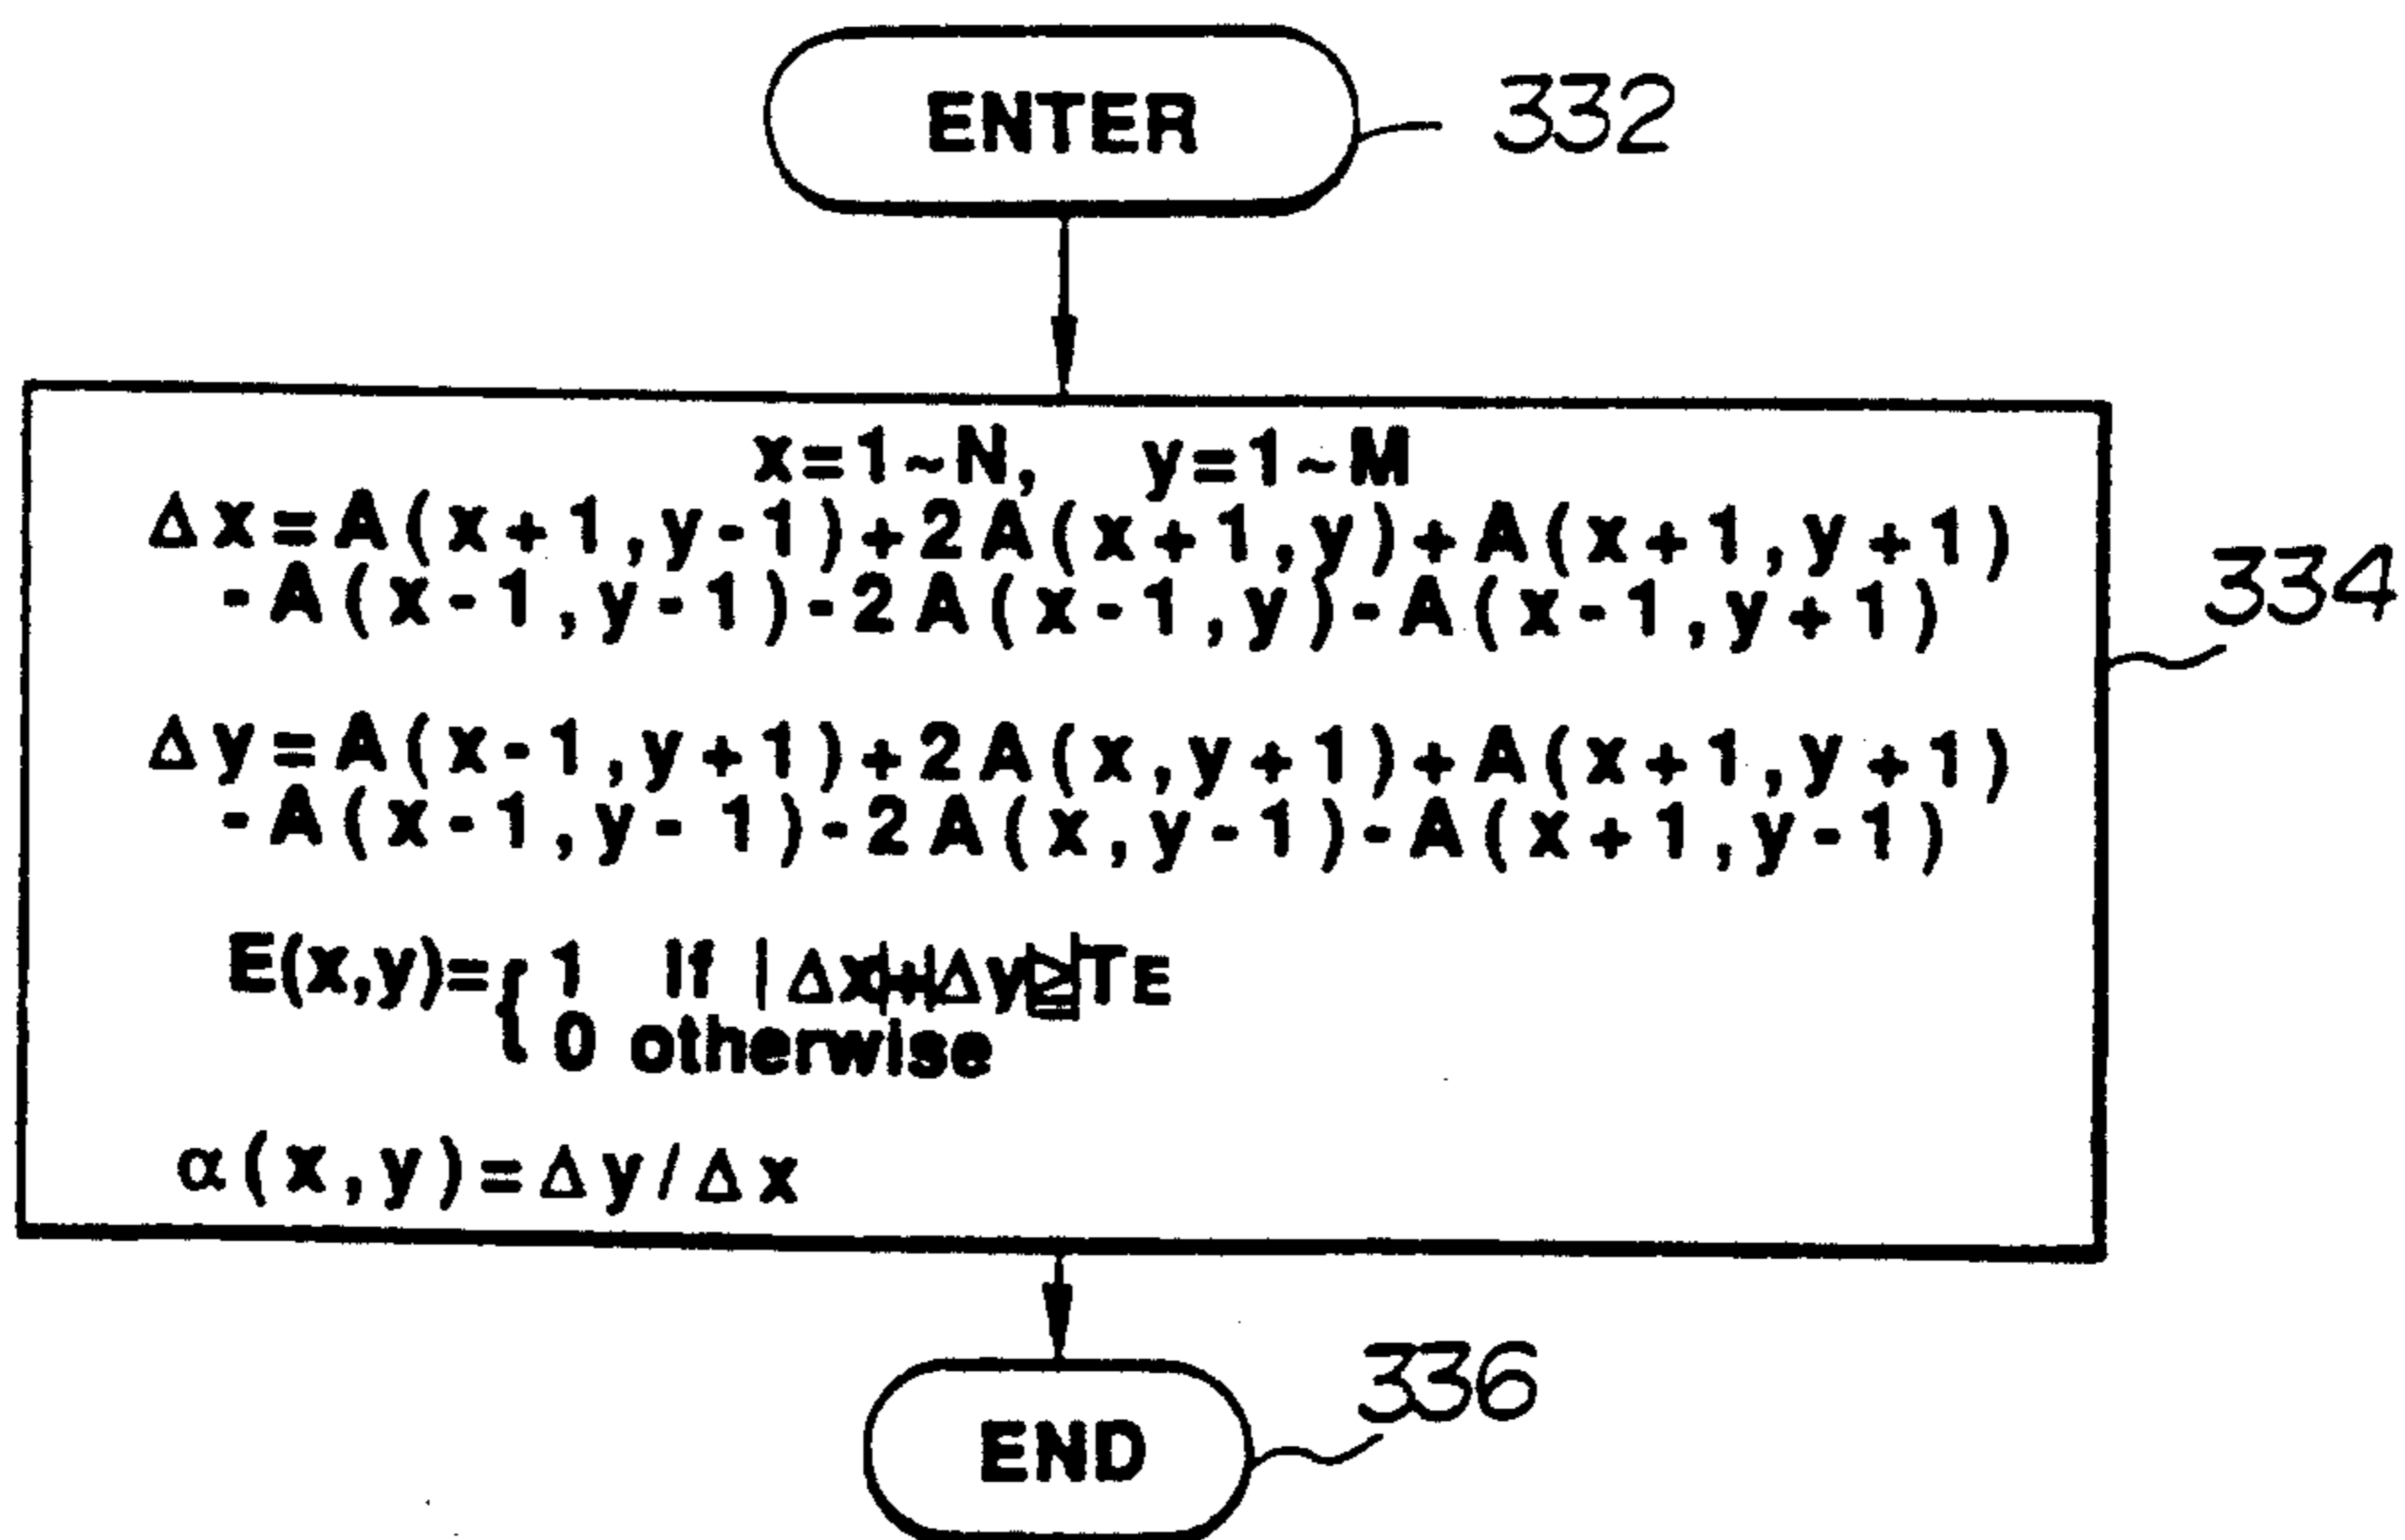 ENTER
332
x=1~N, y=1~M
Δx=A(x+1,y-1)+2A(x+1,y)+A(x+1,y+1)
-A(x-1,y-1)-2A(x-1,y)-A(x-1,y+1)
334
Δy=A(x-1,y+1)+2A(x,y+1)+A(x+1,y+1)
-A(x-1,y-1)-2A(x,y-1)-A(x+1,y-1)
E(x,y)={ 1 If |Δx|+|Δy|≧TE
0 otherwise
α(x,y)=Δy/Δx
336
END